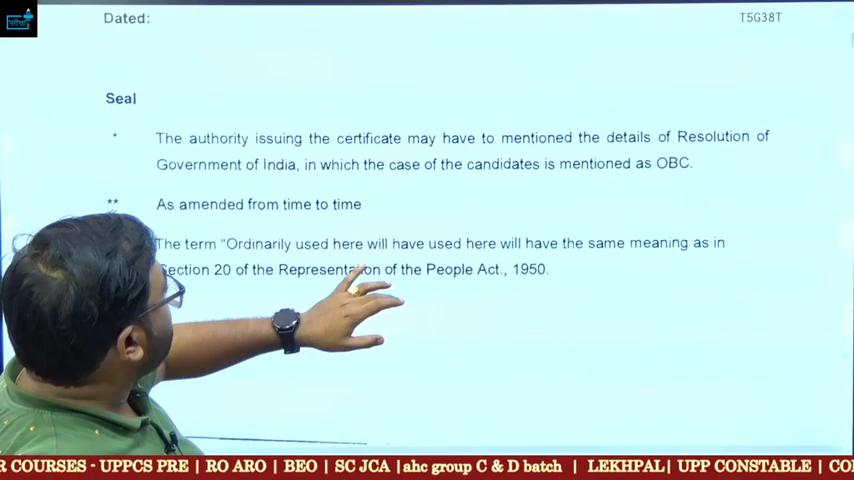 परीक्षा
Dated:
T5G38T
Seal
* The authority issuing the certificate may have to mentioned the details of Resolution of
Government of India, in which the case of the candidates is mentioned as OBC.
** As amended from time to time
The term “Ordinarily used here will have used here will have the same meaning as in
Section 20 of the Representation of the People Act., 1950.
R COURSES - UPPCS PRE | RO ARO | BEO | SC JCA | ahc group C & D batch | LEKHPAL | UPP CONSTABLE | CO